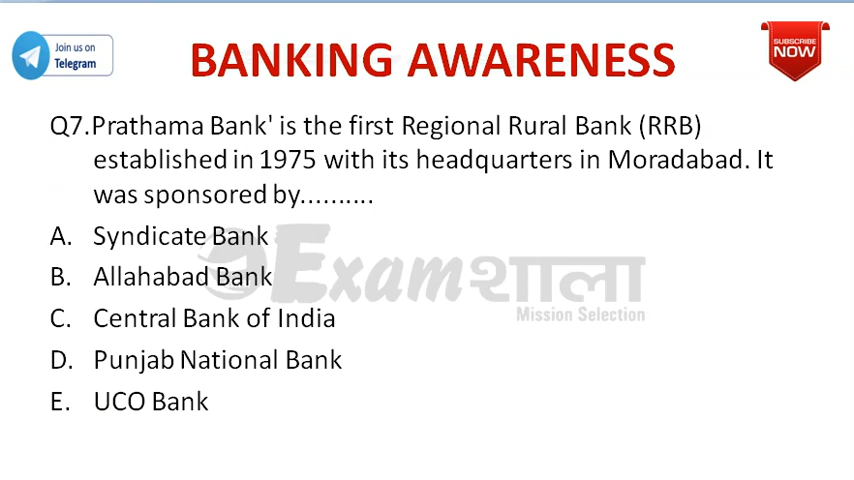 Join us on
Telegram
BANKING AWARENESS
SUBSCRIBE
NOW
Q7.Prathama Bank' is the first Regional Rural Bank (RRB)
established in 1975 with its headquarters in Moradabad. It
was sponsored by..........
A. Syndicate Bank
B. Allahabad Bank
C. Central Bank of India
D. Punjab National Bank
E. UCO Bank
Examशाला
Mission Selection